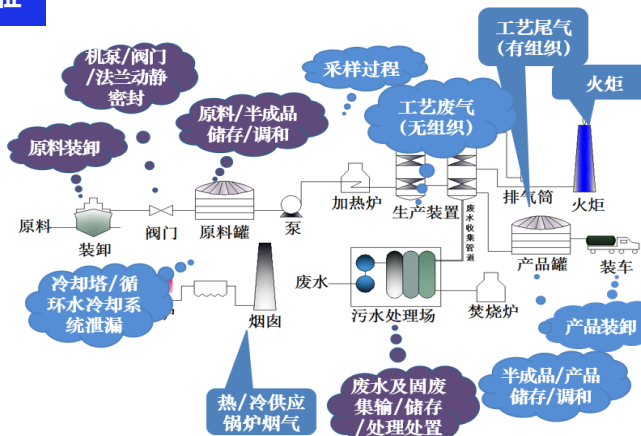 机泵/阀门
/法兰动静
密封
采样过程
工艺尾气
(有组织)
火炬
原料/半成品
储存/调和
工艺废气
(无组织)
原料装卸
加热炉
生产装置
排气筒
火炬
原料
装卸
阀门
原料罐
泵
废水收集管道
产品罐
装车
冷却塔/循
环水冷却系
统泄漏
烟囱
废水
污水处理场
焚烧炉
产品装卸
热/冷供应
锅炉烟气
废水及固废
集输/储存
/处理处置
半成品/产品
储存/调和